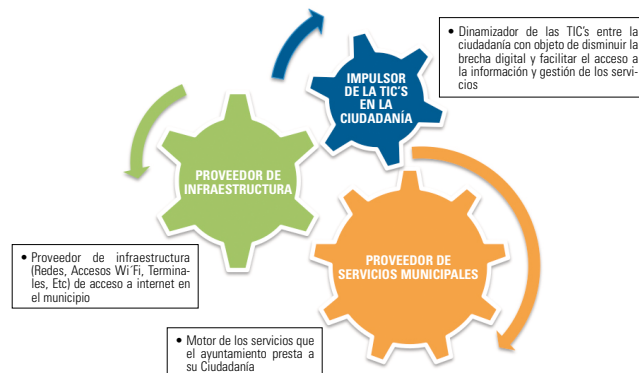 • Dinamizador de las TIC's entre la
ciudadanía con objeto de disminuir la
brecha digital y facilitar el acceso a
la información y gestión de los servi-
cios
IMPULSOR
DE LA TIC'S
EN LA
CIUDADANÍA
PROVEEDOR DE
INFRAESTRUCTURA
PROVEEDOR DE
SERVICIOS MUNICIPALES
• Proveedor de infraestructura
(Redes, Accesos Wi´Fi, Termina-
les, Etc) de acceso a internet en
el municipio
• Motor de los servicios que
el ayuntamiento presta a
su Ciudadanía